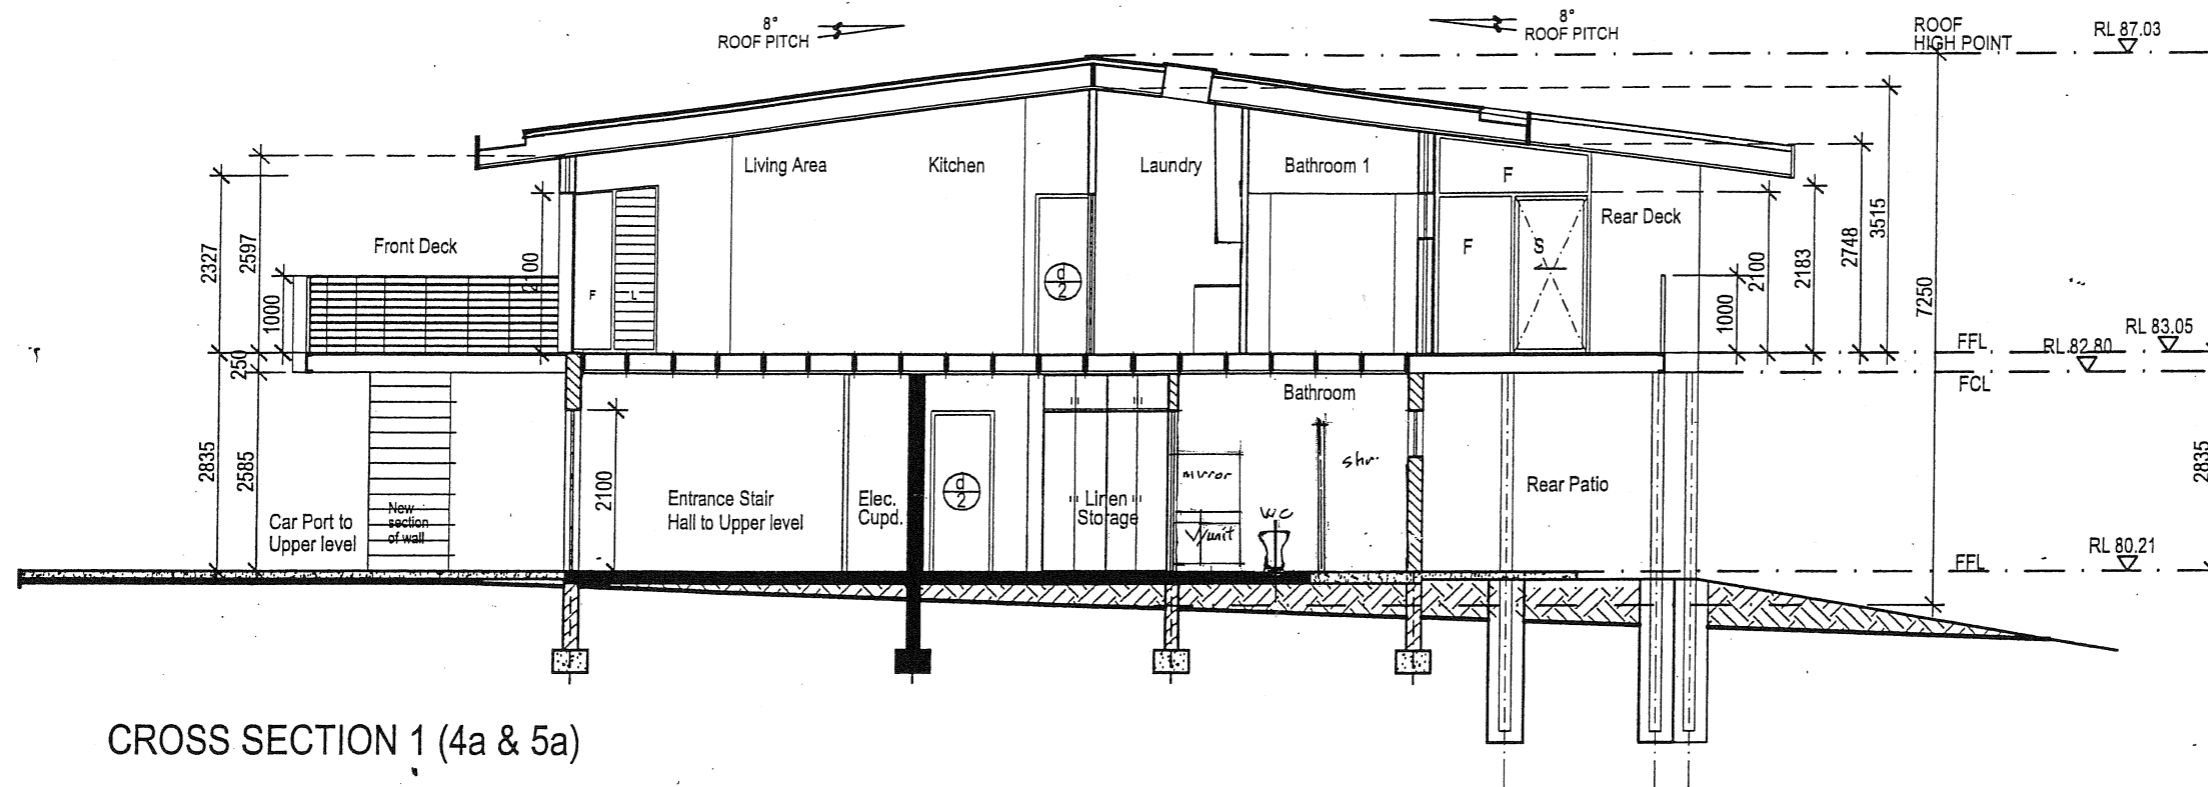 8°
ROOF PITCH
8°
ROOF PITCH
ROOF
HIGH POINT
RL 87.03
Living Area
Kitchen
Laundry
Bathroom 1
F
Rear Deck
Front Deck
F
S
F
L
d
2
2327
2597
1000
2100
1000
2100
2183
2748
3515
7250
250
FFL
RL 83.05
RL 82.80
FCL
Bathroom
2835
2585
2100
Car Port to
Upper level
New
section
of wall
Entrance Stair
Hall to Upper level
Elec.
Cupd.
d
2
Linen
Storage
mirror
V/unit
WC
shr.
Rear Patio
2835
FFL
RL 80.21
CROSS SECTION 1 (4a & 5a)